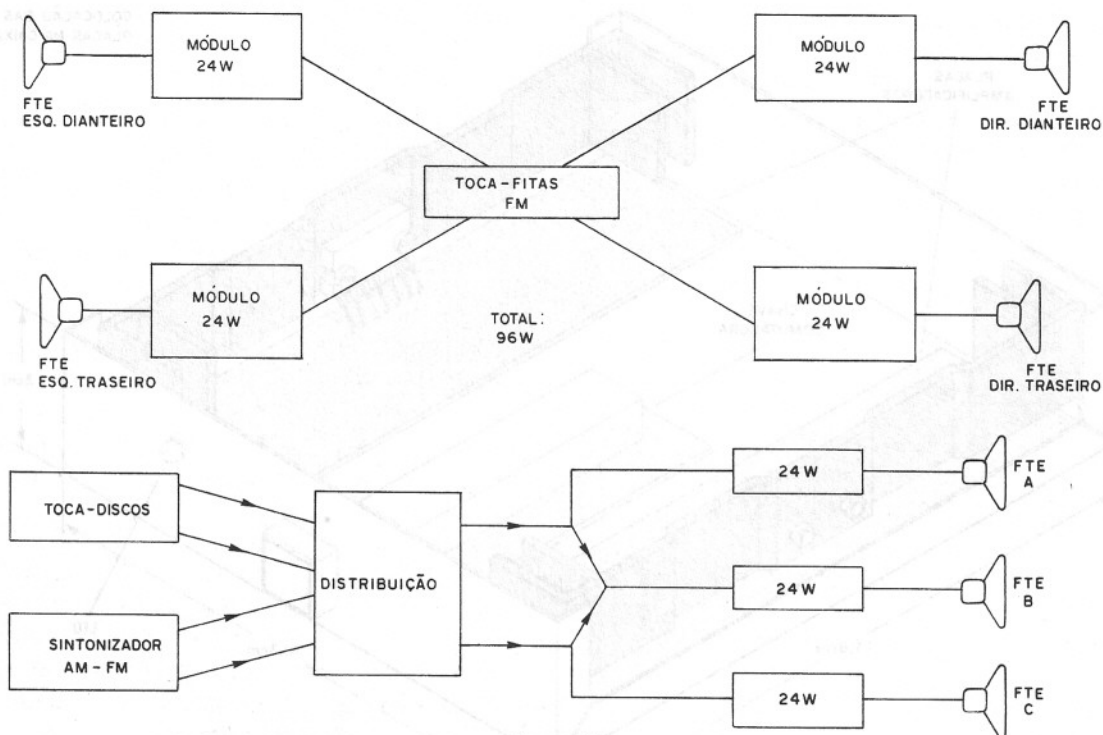 MÓDULO
24W
FTE
ESQ. DIANTEIRO
MÓDULO
24W
FTE
DIR. DIANTEIRO
TOCA-FITAS
FM
MÓDULO
24W
FTE
ESQ. TRASEIRO
TOTAL:
96W
MÓDULO
24W
FTE
DIR. TRASEIRO
TOCA-DISCOS
SINTONIZADOR
AM-FM
DISTRIBUIÇÃO
24W
FTE
A
24W
FTE
B
24W
FTE
C